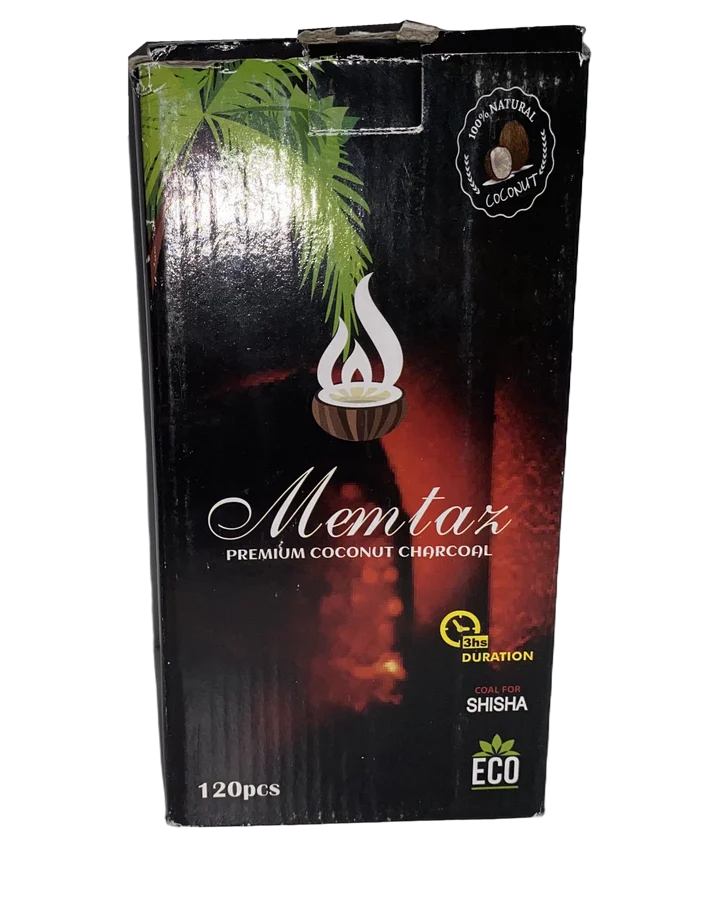 100% NATURAL
COCONUT
Memtaz
PREMIUM COCONUT CHARCOAL
3hs
DURATION
COAL FOR
SHISHA
ECO
120pcs